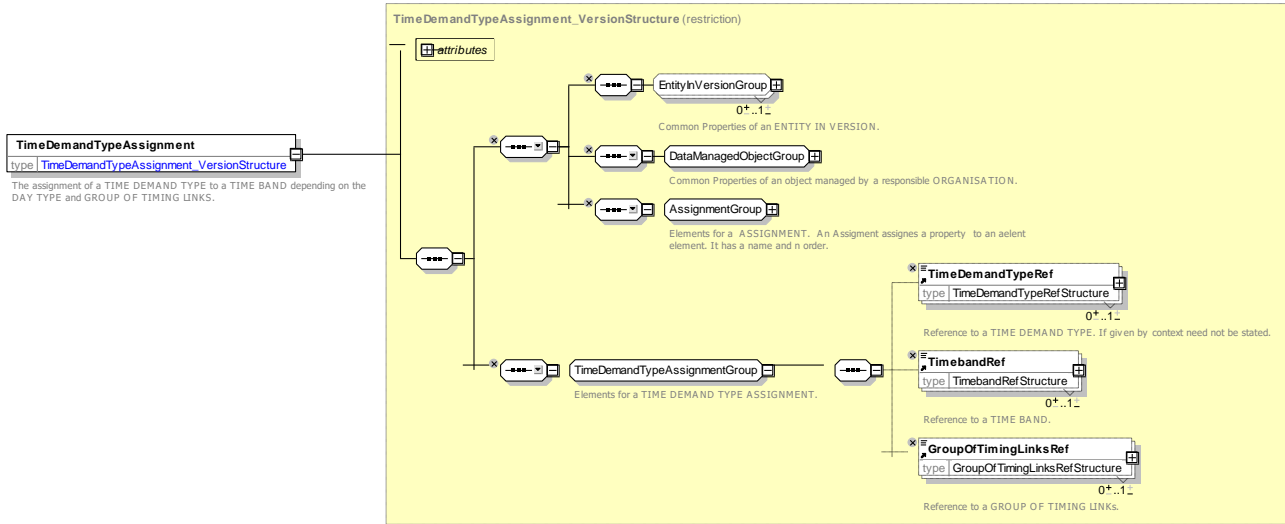 TimeDemandTypeAssignment_VersionStructure (restriction)
attributes
EntityInVersionGroup
0..1
Common Properties of an ENTITY IN VERSION.
TimeDemandTypeAssignment
type TimeDemandTypeAssignment_VersionStructure
The assignment of a TIME DEMAND TYPE to a TIME BAND depending on the
DAY TYPE and GROUP OF TIMING LINKS.
DataManagedObjectGroup
Common Properties of an object managed by a responsible ORGANISATION.
AssignmentGroup
Elements for a ASSIGNMENT. An Assigment assignes a property to an aelent
element. It has a name and n order.
TimeDemandTypeRef
type TimeDemandTypeRefStructure
0..1
Reference to a TIME DEMAND TYPE. If given by context need not be stated.
TimeDemandTypeAssignmentGroup
Elements for a TIME DEMAND TYPE ASSIGNMENT.
TimebandRef
type TimebandRefStructure
0..1
Reference to a TIME BAND.
GroupOfTimingLinksRef
type GroupOfTimingLinksRefStructure
0..1
Reference to a GROUP OF TIMING LINKs.